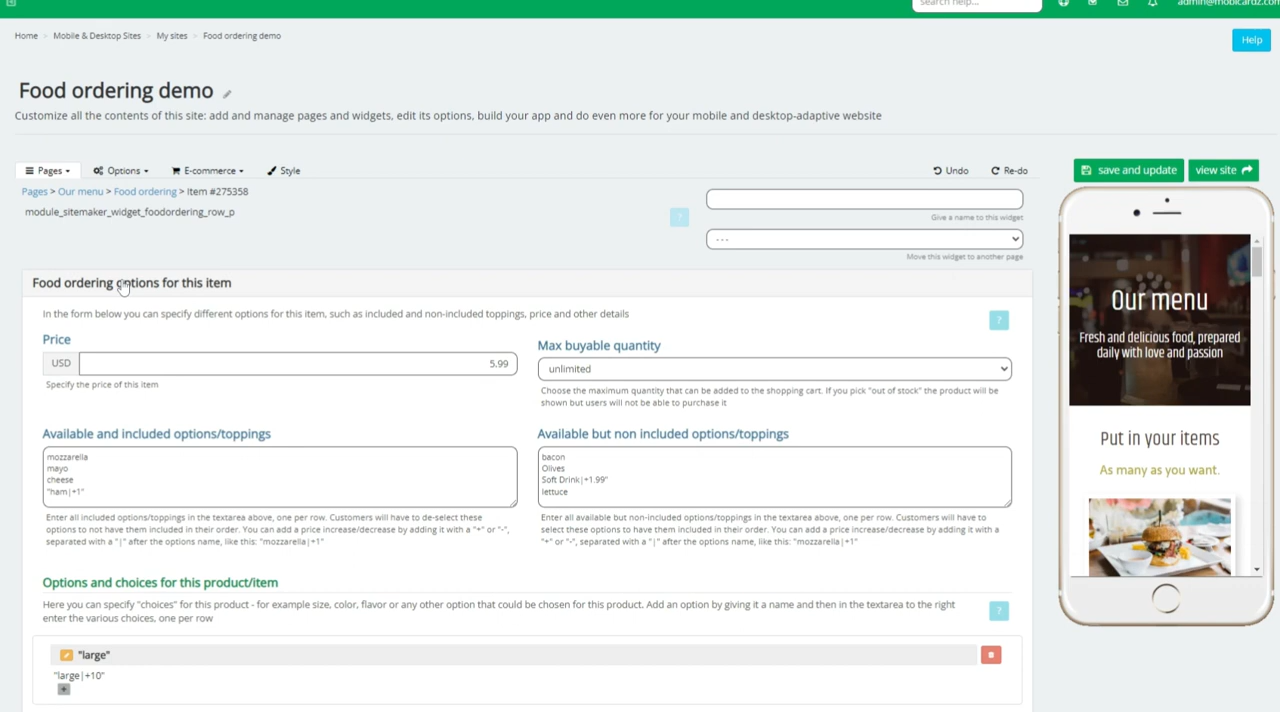 search help...
admin@mobicardz.com
Home > Mobile & Desktop Sites > My sites > Food ordering demo
Help
Food ordering demo
Customize all the contents of this site: add and manage pages and widgets, edit its options, build your app and do even more for your mobile and desktop-adaptive website
Pages Options E-commerce Style
Undo Re-do
save and update
view site
Pages > Our menu > Food ordering > Item #275358
module_sitemaker_widget_foodordering_row_p
?
Give a name to this widget
---
Move this widget to another page
Food ordering options for this item
In the form below you can specify different options for this item, such as included and non-included toppings, price and other details
?
Price
USD 5.99
Specify the price of this item
Max buyable quantity
unlimited
Choose the maximum quantity that can be added to the shopping cart. If you pick "out of stock" the product will be
shown but users will not be able to purchase it
Available and included options/toppings
mozzarella
mayo
cheese
"ham|+1"
Enter all included options/toppings in the textarea above, one per row. Customers will have to de-select these
options to not have them included in their order. You can add a price increase/decrease by adding it with a "+" or "-",
separated with a "|" after the options name, like this: "mozzarella|+1"
Available but non included options/toppings
bacon
Olives
Soft Drink|+1.99"
lettuce
Enter all available but non-included options/toppings in the textarea above, one per row. Customers will have to
select these options to have them included in their order. You can add a price increase/decrease by adding it with a
"+" or "-", separated with a "|" after the options name, like this: "mozzarella|+1"
Options and choices for this product/item
Here you can specify "choices" for this product - for example size, color, flavor or any other option that could be chosen for this product. Add an option by giving it a name and then in the textarea to the right
enter the various choices, one per row
?
"large"
"large|+10"
+
Our menu
Fresh and delicious food, prepared
daily with love and passion
Put in your items
As many as you want.